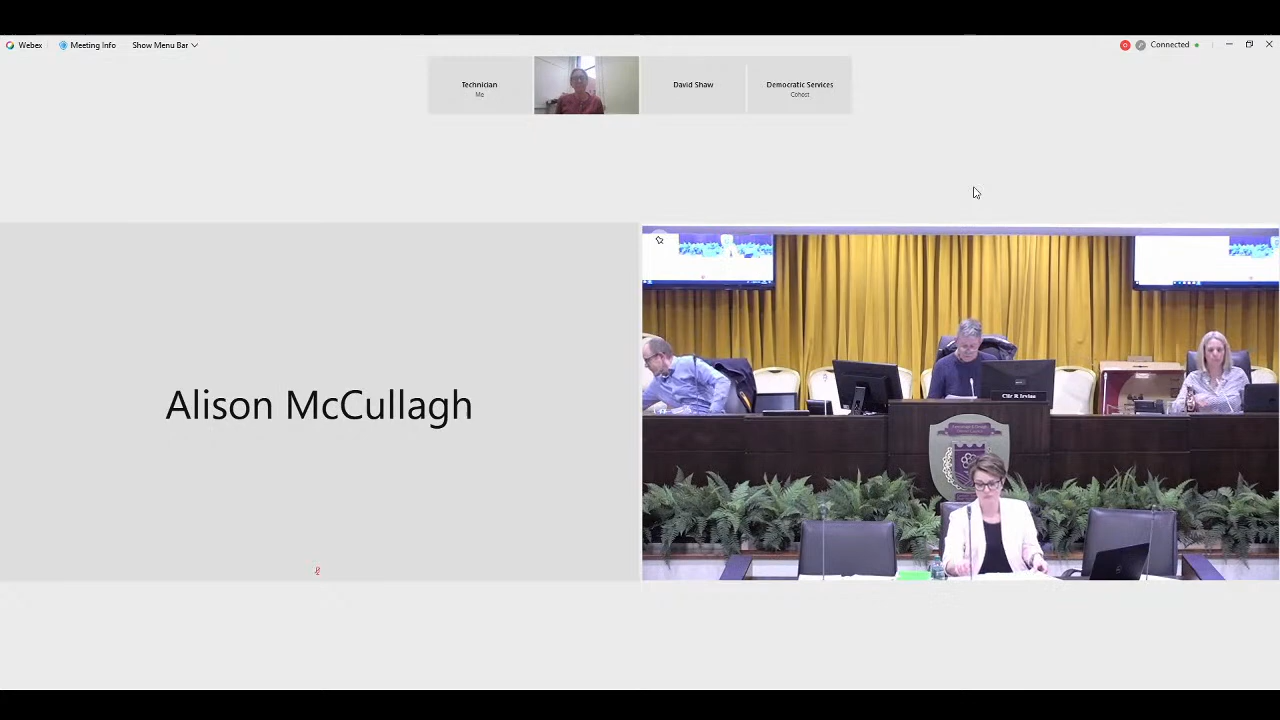 Webex
Meeting Info
Show Menu Bar
Connected
Technician
Me
David Shaw
Democratic Services
Cohost
Alison McCullagh
Cllr R Irvine